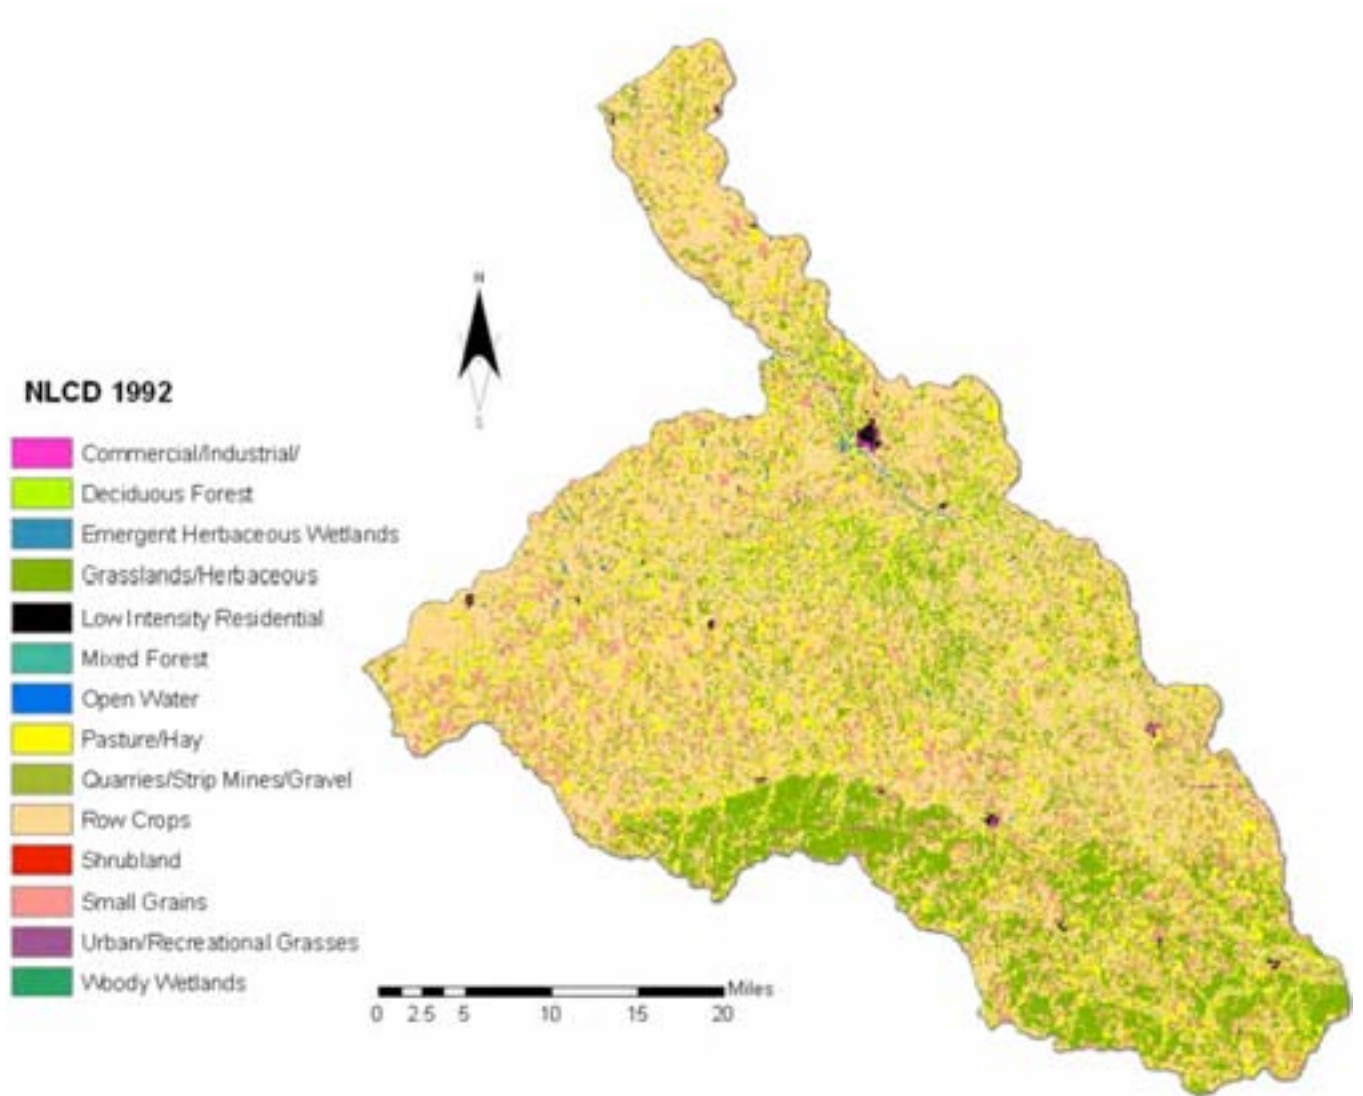 N
S
NLCD 1992
Commercial/Industrial/
Deciduous Forest
Emergent Herbaceous Wetlands
Grasslands/Herbaceous
Low Intensity Residential
Mixed Forest
Open Water
Pasture/Hay
Quarries/Strip Mines/Gravel
Row Crops
Shrubland
Small Grains
Urban/Recreational Grasses
Woody Wetlands
Miles
0 2.5 5 10 15 20